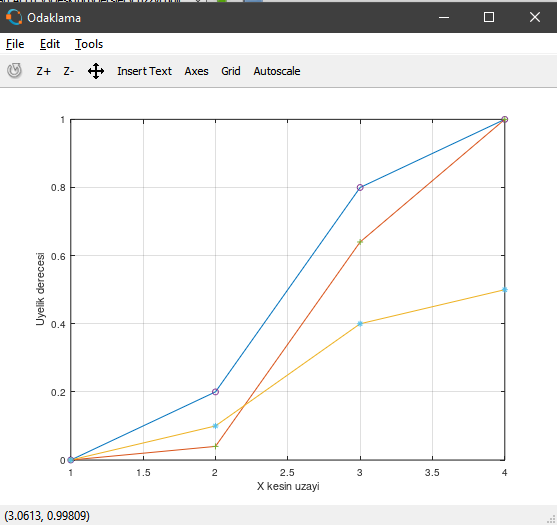 Odaklama
File Edit Tools
Z+ Z- Insert Text Axes Grid Autoscale
1
0.8
0.6
0.4
0.2
0
Uyelik derecesi
1 1.5 2 2.5 3 3.5 4
X kesin uzayi
(3.0613, 0.99809)